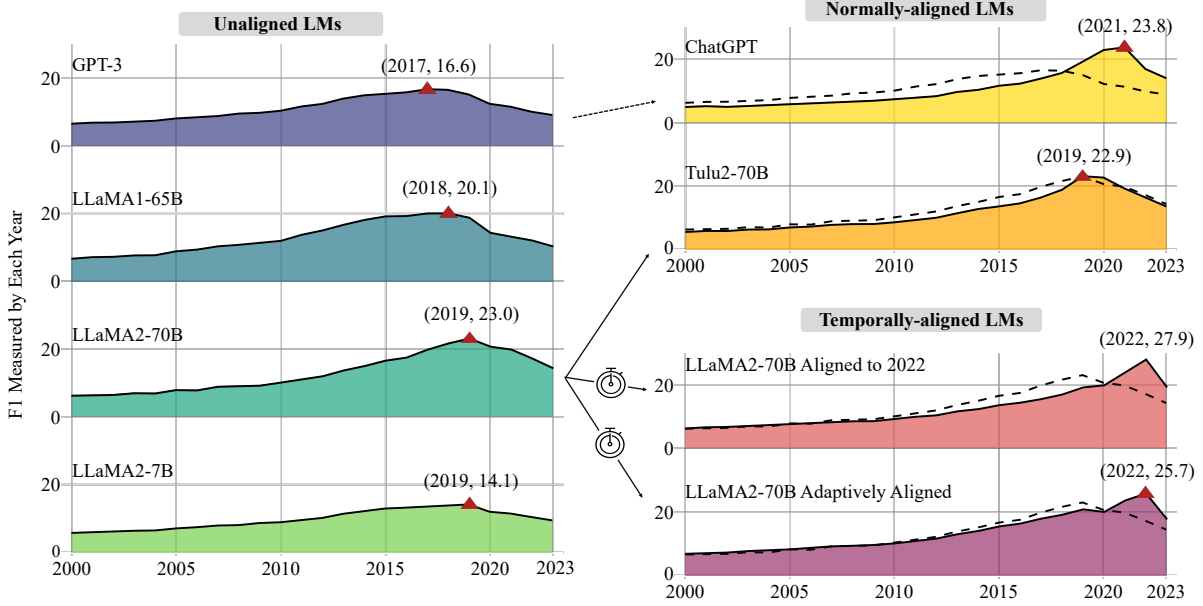 Unaligned LMs
F1 Measured by Each Year
GPT-3
(2017, 16.6)
20
0
LLaMA1-65B
(2018, 20.1)
20
0
LLaMA2-70B
(2019, 23.0)
20
0
LLaMA2-7B
(2019, 14.1)
20
0
2000 2005 2010 2015 2020 2023
Normally-aligned LMs
ChatGPT
(2021, 23.8)
20
0
Tulu2-70B
(2019, 22.9)
20
0
2000 2005 2010 2015 2020 2023
Temporally-aligned LMs
(2022, 27.9)
LLaMA2-70B Aligned to 2022
20
0
(2022, 25.7)
LLaMA2-70B Adaptively Aligned
20
0
2000 2005 2010 2015 2020 2023